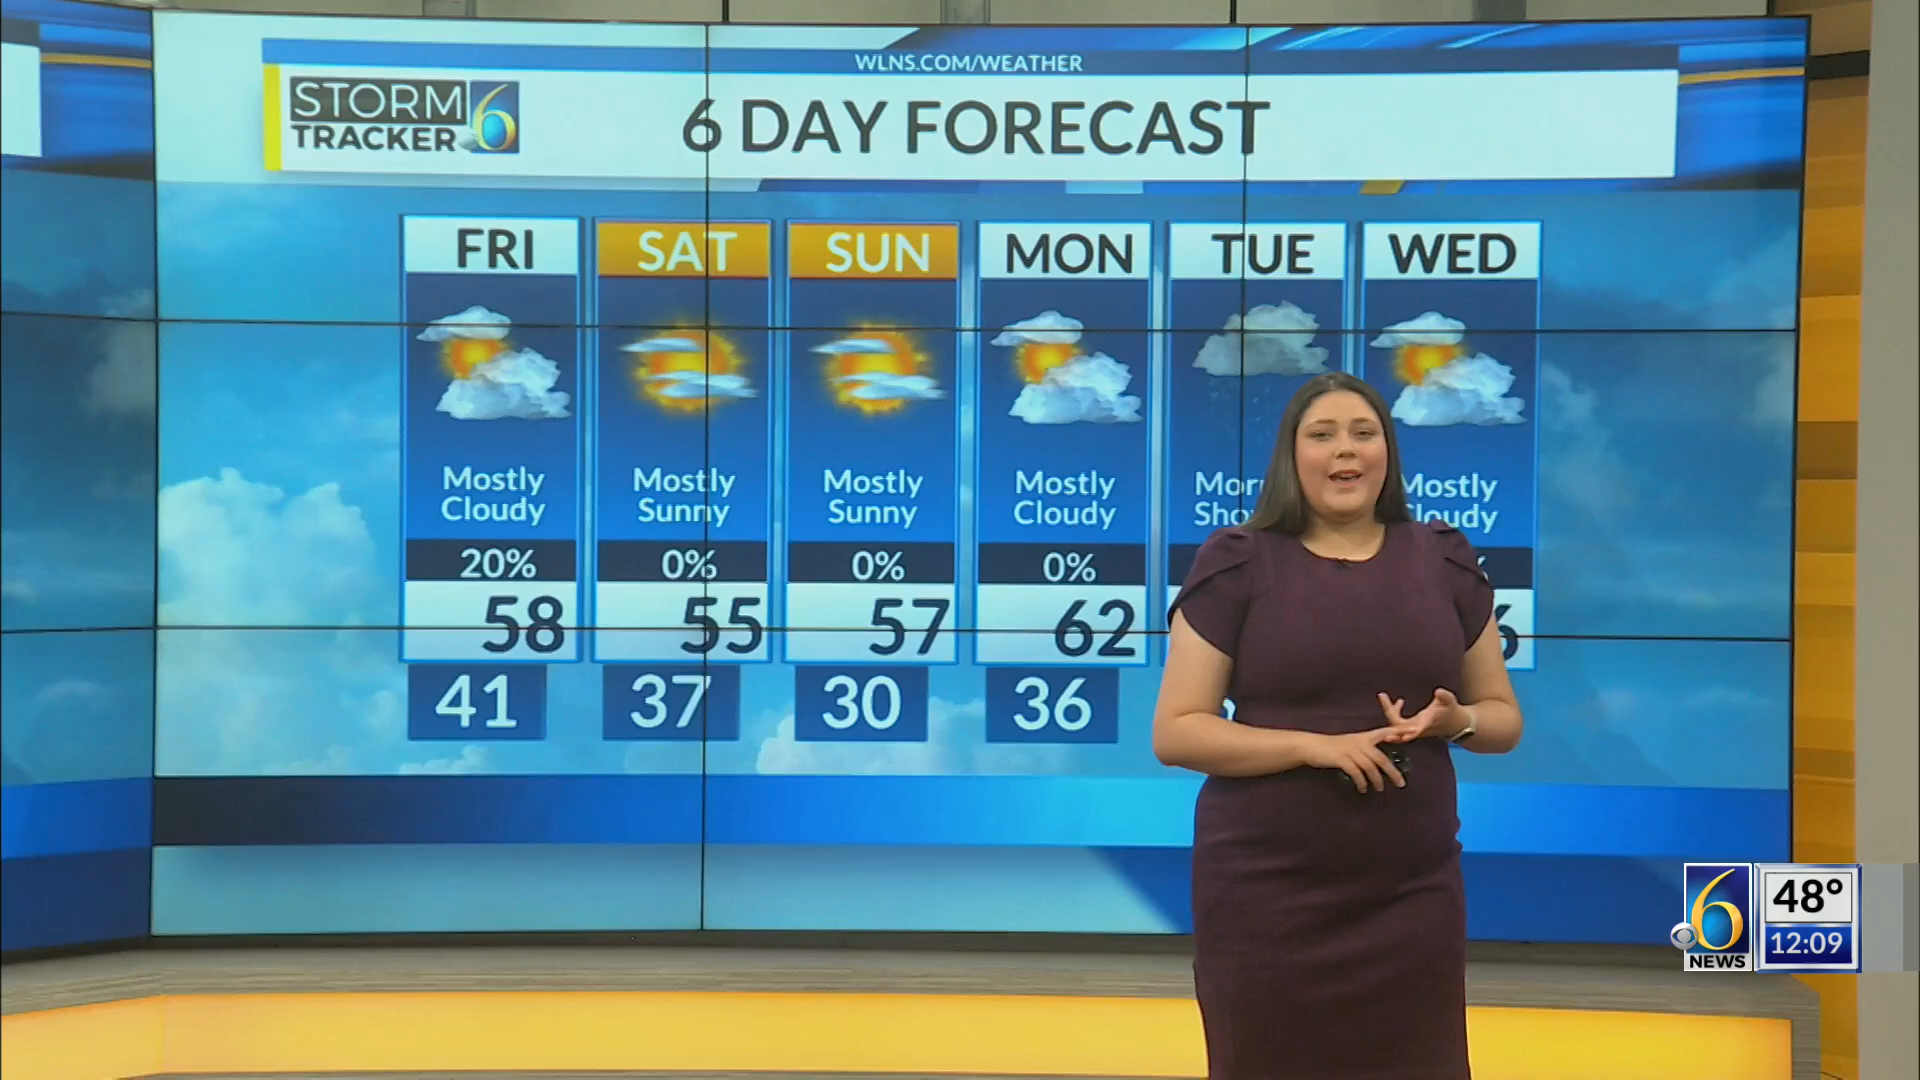 WLNS.COM/WEATHER
STORM
TRACKER 6
6 DAY FORECAST
FRI SAT SUN MON TUE WED
Mostly Cloudy
Mostly Sunny
Mostly Sunny
Mostly Cloudy
Mostly
20% 0% 0% 0%
58 55 57 62
41 37 30 36
6
NEWS
48°
12:09